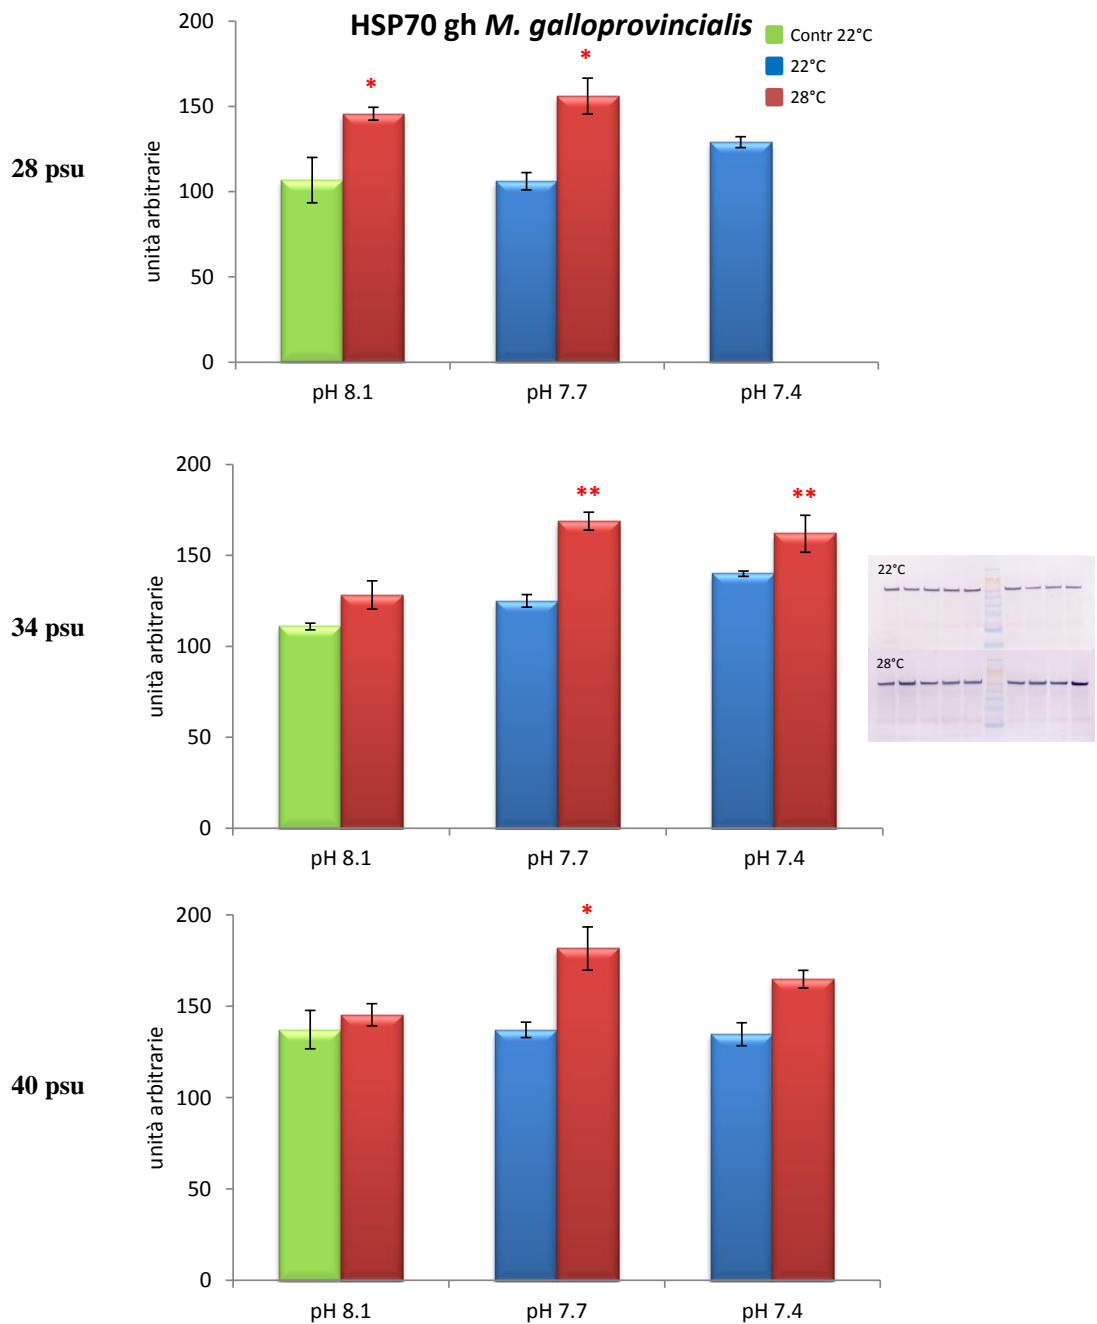 HSP70 gh M. galloprovincialis
Contr 22°C
22°C
28°C
28 psu
unità arbitrarie
200
150
100
50
0
*
*
pH 8.1
pH 7.7
pH 7.4
34 psu
unità arbitrarie
200
150
100
50
0
**
**
pH 8.1
pH 7.7
pH 7.4
22°C
28°C
40 psu
unità arbitrarie
200
150
100
50
0
*
pH 8.1
pH 7.7
pH 7.4